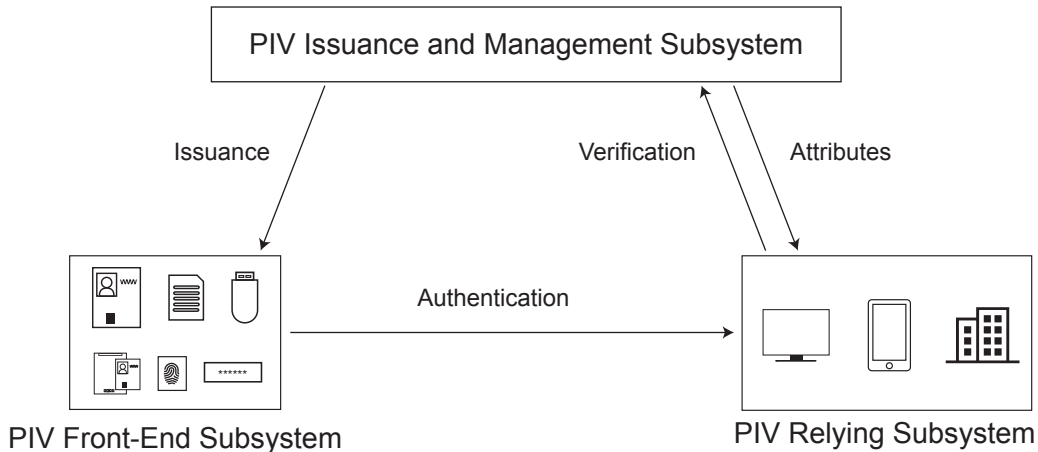 PIV Issuance and Management Subsystem
Issuance
Verification
Attributes
Authentication
******
PIV Front-End Subsystem
PIV Relying Subsystem